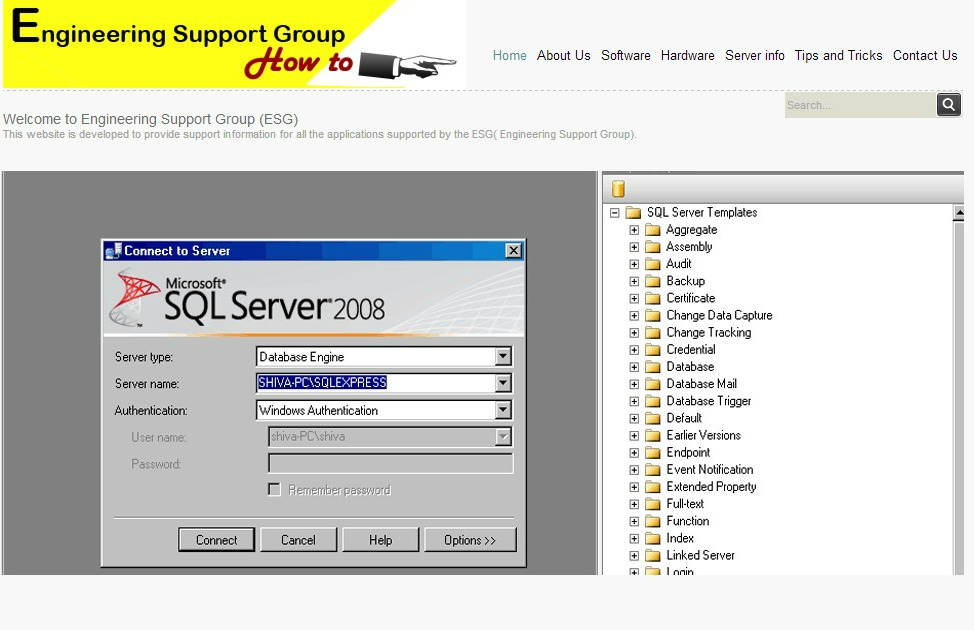 Engineering Support Group
How to
Home About Us Software Hardware Server info Tips and Tricks Contact Us
Search...
Welcome to Engineering Support Group (ESG)
This website is developed to provide support information for all the applications supported by the ESG( Engineering Support Group).
Connect to Server
Microsoft®
SQL Server® 2008
Server type: Database Engine
Server name: SHIVA-PC\SQLEXPRESS
Authentication: Windows Authentication
User name: shiva-PC\shiva
Password:
Remember password
Connect Cancel Help Options >>
SQL Server Templates
Aggregate
Assembly
Audit
Backup
Certificate
Change Data Capture
Change Tracking
Credential
Database
Database Mail
Database Trigger
Default
Earlier Versions
Endpoint
Event Notification
Extended Property
Full-text
Function
Index
Linked Server
Login